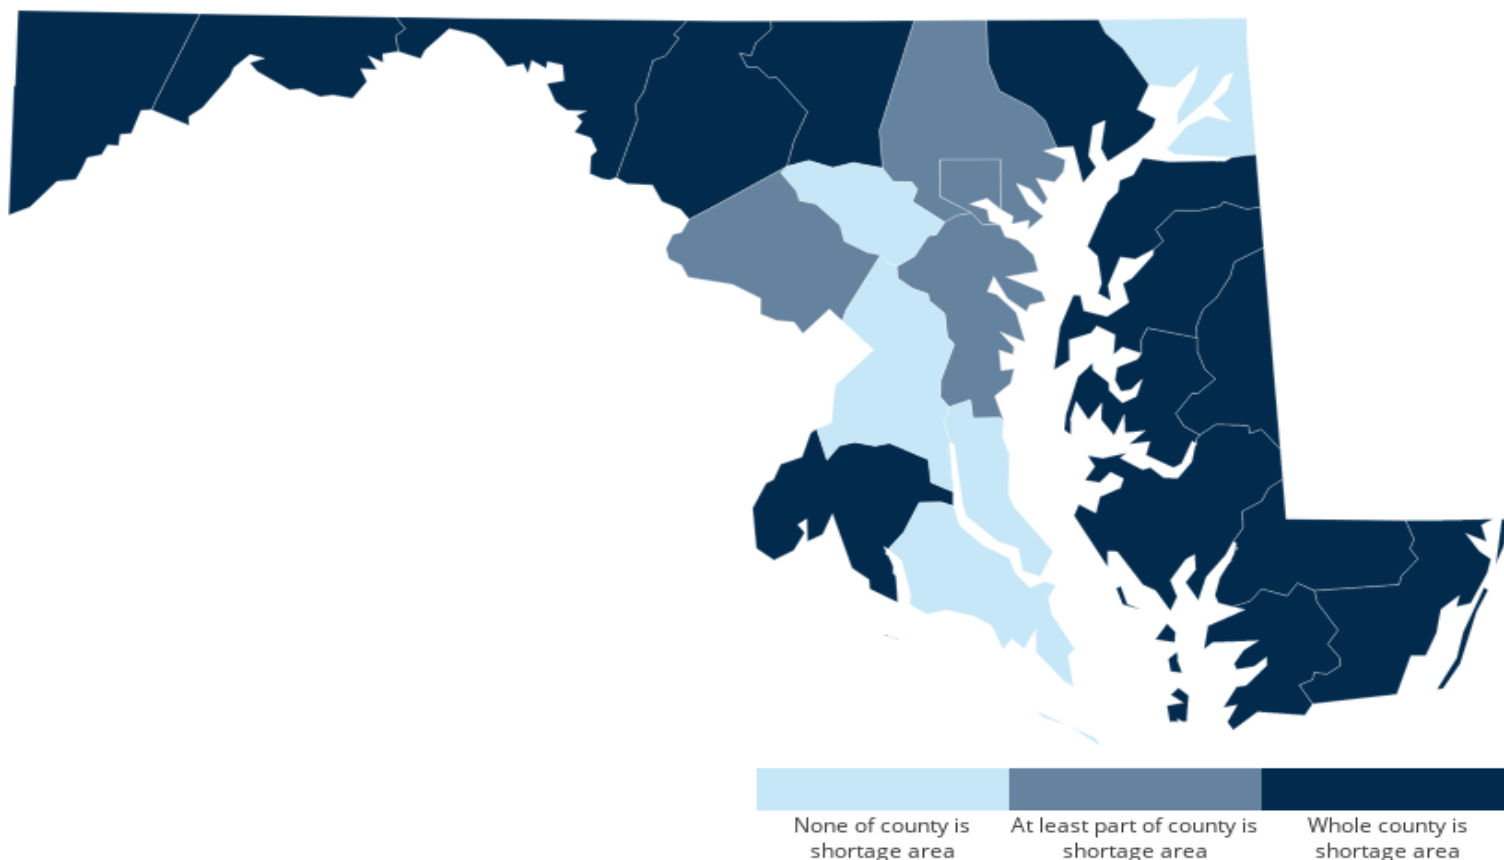 None of county is
shortage area
At least part of county is
shortage area
Whole county is
shortage area